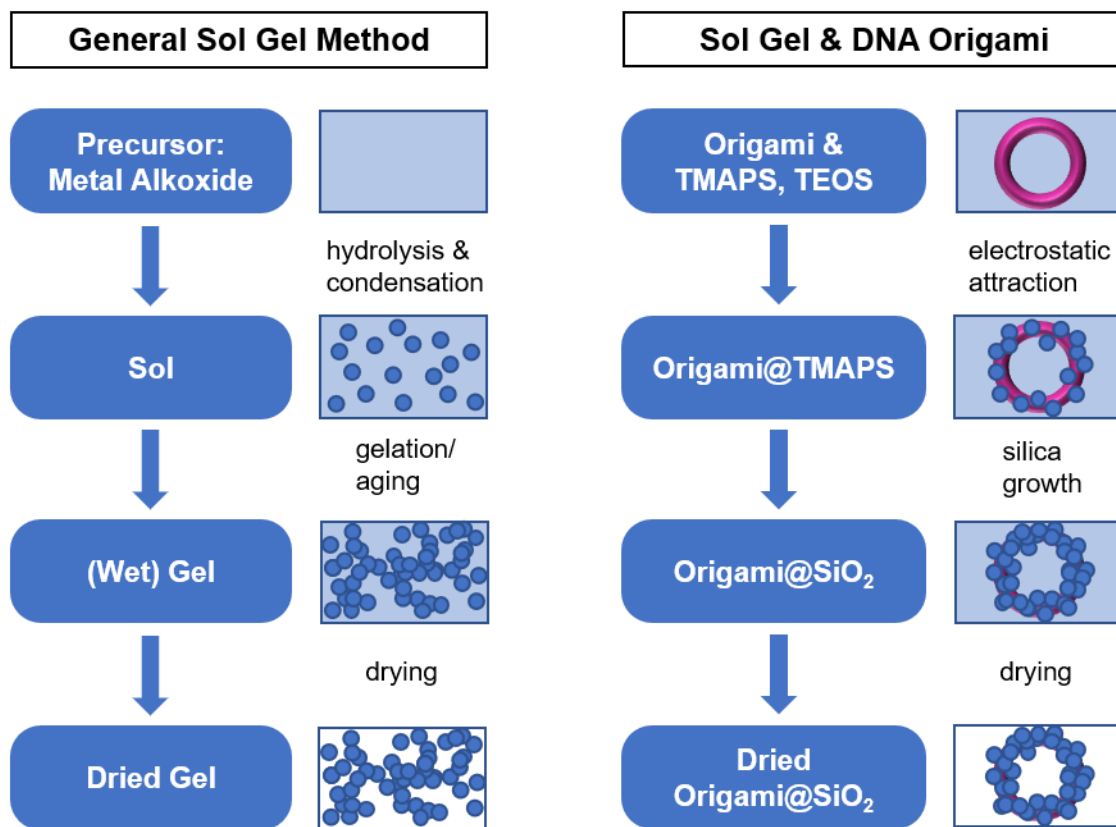 General Sol Gel Method
Precursor:
Metal Alkoxide
hydrolysis &
condensation
Sol
gelation/
aging
(Wet) Gel
drying
Dried Gel
Sol Gel & DNA Origami
Origami &
TMAPS, TEOS
electrostatic
attraction
Origami@TMAPS
silica
growth
Origami@SiO₂
drying
Dried
Origami@SiO₂